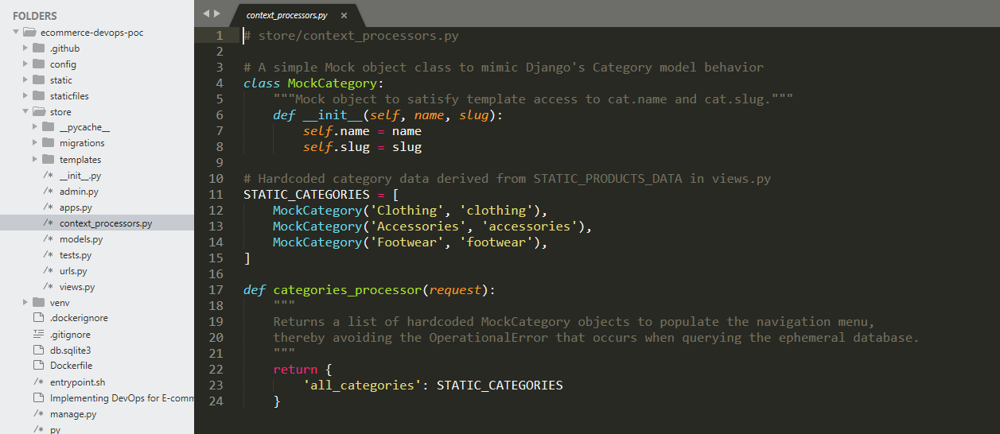 FOLDERS
ecommerce-devops-poc
.github
config
static
staticfiles
store
__pycache__
migrations
templates
/* __init__.py
/* admin.py
/* apps.py
/* context_processors.py
/* models.py
/* tests.py
/* urls.py
/* views.py
venv
.dockerignore
.gitignore
db.sqlite3
Dockerfile
/* entrypoint.sh
Implementing DevOps for E-comm
/* manage.py
/* py
context_processors.py ×
1 # store/context_processors.py
2
3 # A simple Mock object class to mimic Django's Category model behavior
4 class MockCategory:
5     """Mock object to satisfy template access to cat.name and cat.slug."""
6     def __init__(self, name, slug):
7         self.name = name
8         self.slug = slug
9
10 # Hardcoded category data derived from STATIC_PRODUCTS_DATA in views.py
11 STATIC_CATEGORIES = [
12     MockCategory('Clothing', 'clothing'),
13     MockCategory('Accessories', 'accessories'),
14     MockCategory('Footwear', 'footwear'),
15 ]
16
17 def categories_processor(request):
18     """
19     Returns a list of hardcoded MockCategory objects to populate the navigation menu,
20     thereby avoiding the OperationalError that occurs when querying the ephemeral database.
21     """
22     return {
23         'all_categories': STATIC_CATEGORIES
24     }